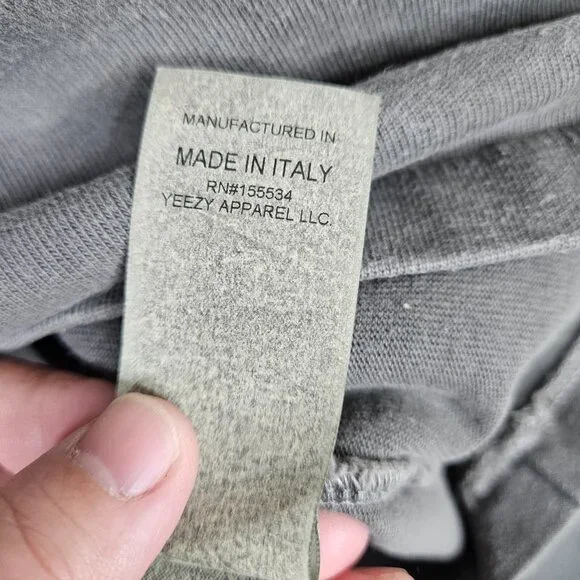 MANUFACTURED IN
MADE IN ITALY
RN#155534
YEEZY APPAREL LLC.